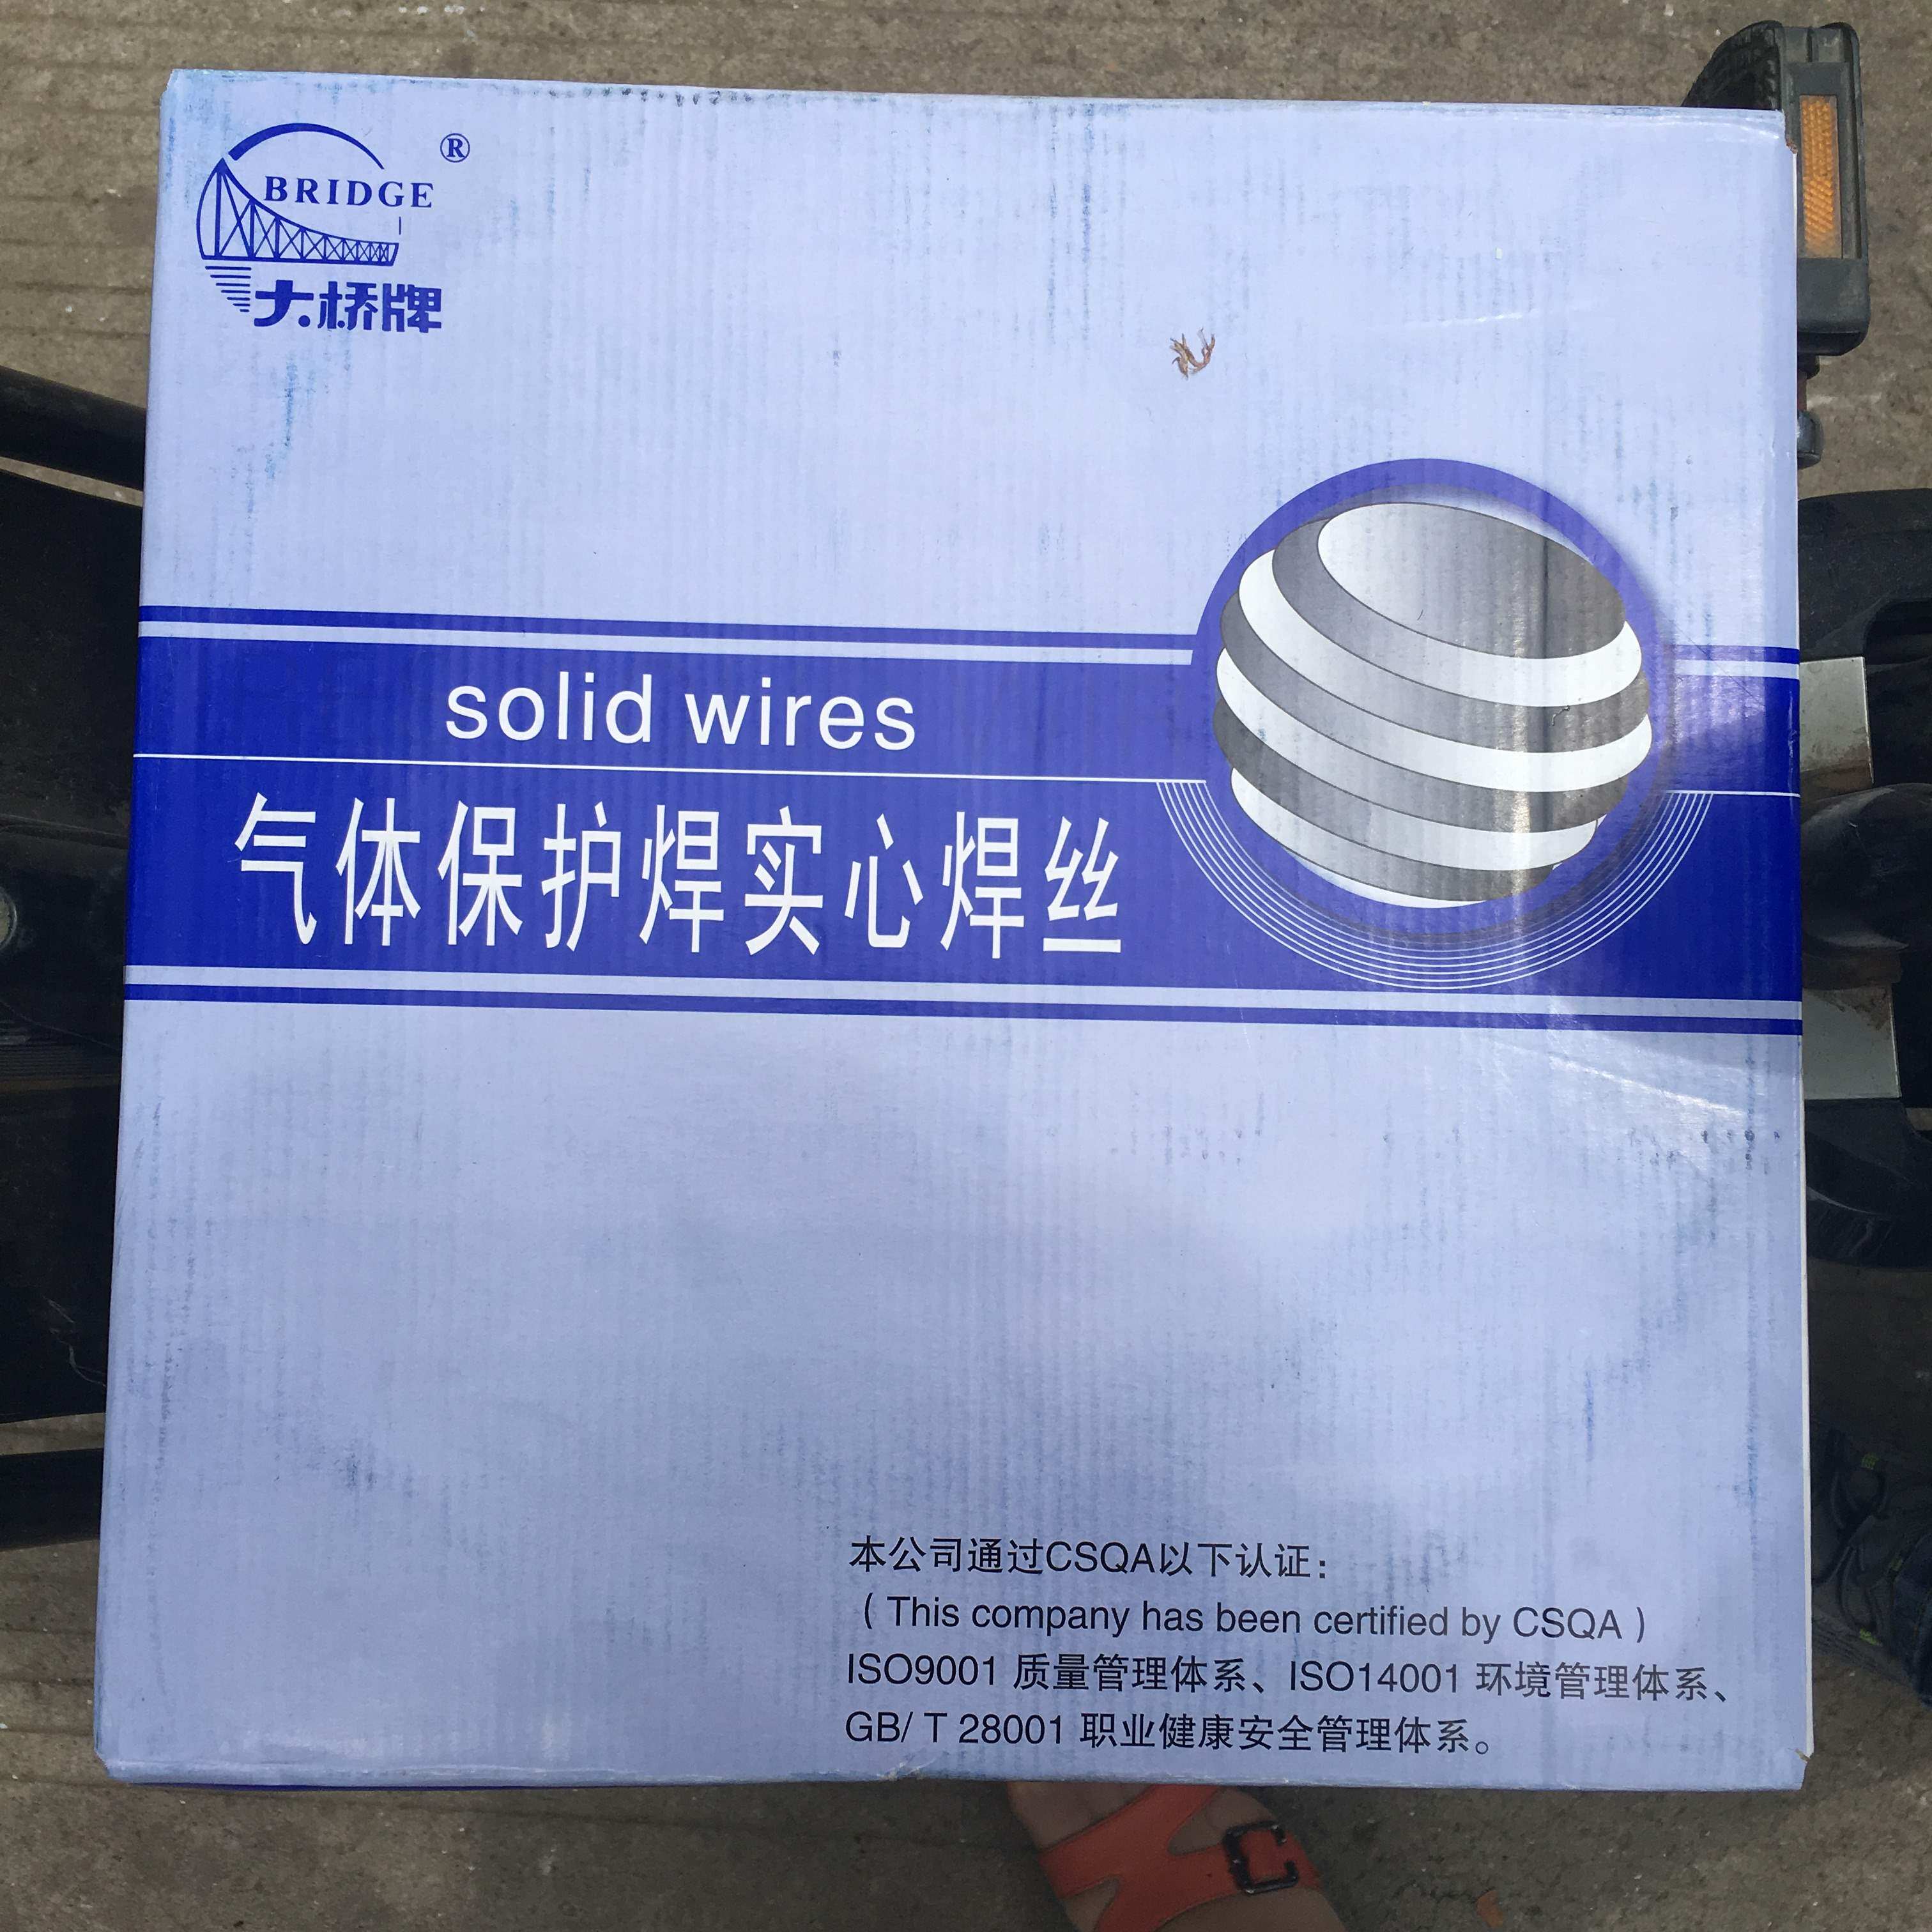 BRIDGE ®
大桥牌
solid wires
气体保护焊实心焊丝
本公司通过CSQA以下认证：
（This company has been certified by CSQA）
ISO9001 质量管理体系、ISO14001 环境管理体系、
GB/ T 28001 职业健康安全管理体系。